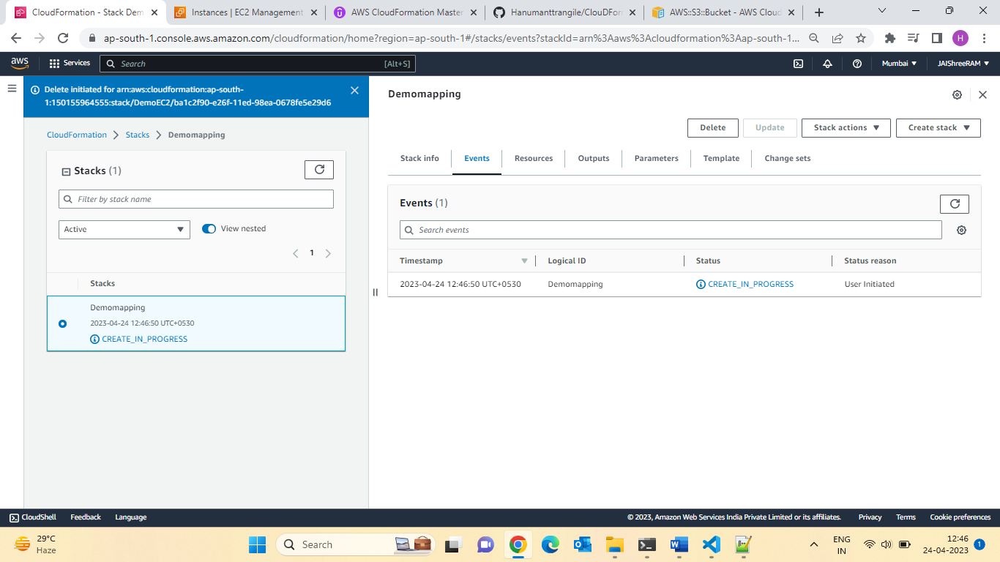 CloudFormation - Stack Dem
Instances | EC2 Management
AWS CloudFormation Master
Hanumanttrangile/ClouDForm
AWS::S3::Bucket - AWS Cloud
ap-south-1.console.aws.amazon.com/cloudformation/home?region=ap-south-1#/stacks/events?stackId=arn%3Aaws%3Acloudformation%3Aap-south-1...
H
aws
Services
Search
[Alt+S]
Mumbai
JAIShreeRAM
Delete initiated for arn:aws:cloudformation:ap-south-
1:150155964555:stack/DemoEC2/ba1c2f90-e26f-11ed-98ea-0678fe5e29d6
CloudFormation
Stacks
Demomapping
Stacks (1)
Filter by stack name
Active
View nested
1
Stacks
Demomapping
2023-04-24 12:46:50 UTC+0530
CREATE_IN_PROGRESS
Demomapping
Delete
Update
Stack actions
Create stack
Stack info
Events
Resources
Outputs
Parameters
Template
Change sets
Events (1)
Search events
Timestamp
Logical ID
Status
Status reason
2023-04-24 12:46:50 UTC+0530
Demomapping
CREATE_IN_PROGRESS
User Initiated
CloudShell
Feedback
Language
© 2023, Amazon Web Services India Private Limited or its affiliates.
Privacy
Terms
Cookie preferences
29°C
Haze
Search
ENG
IN
12:46
24-04-2023
1